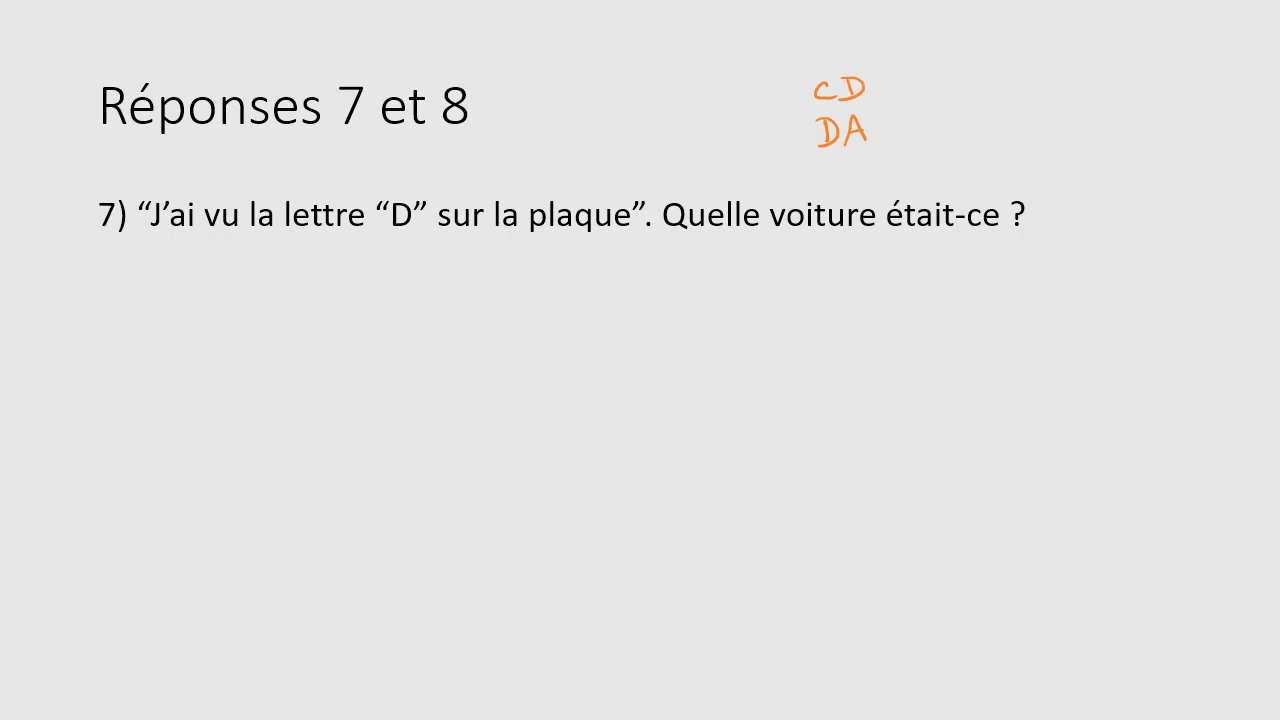 Réponses 7 et 8
CD
DA
7) “J’ai vu la lettre “D” sur la plaque”. Quelle voiture était-ce ?